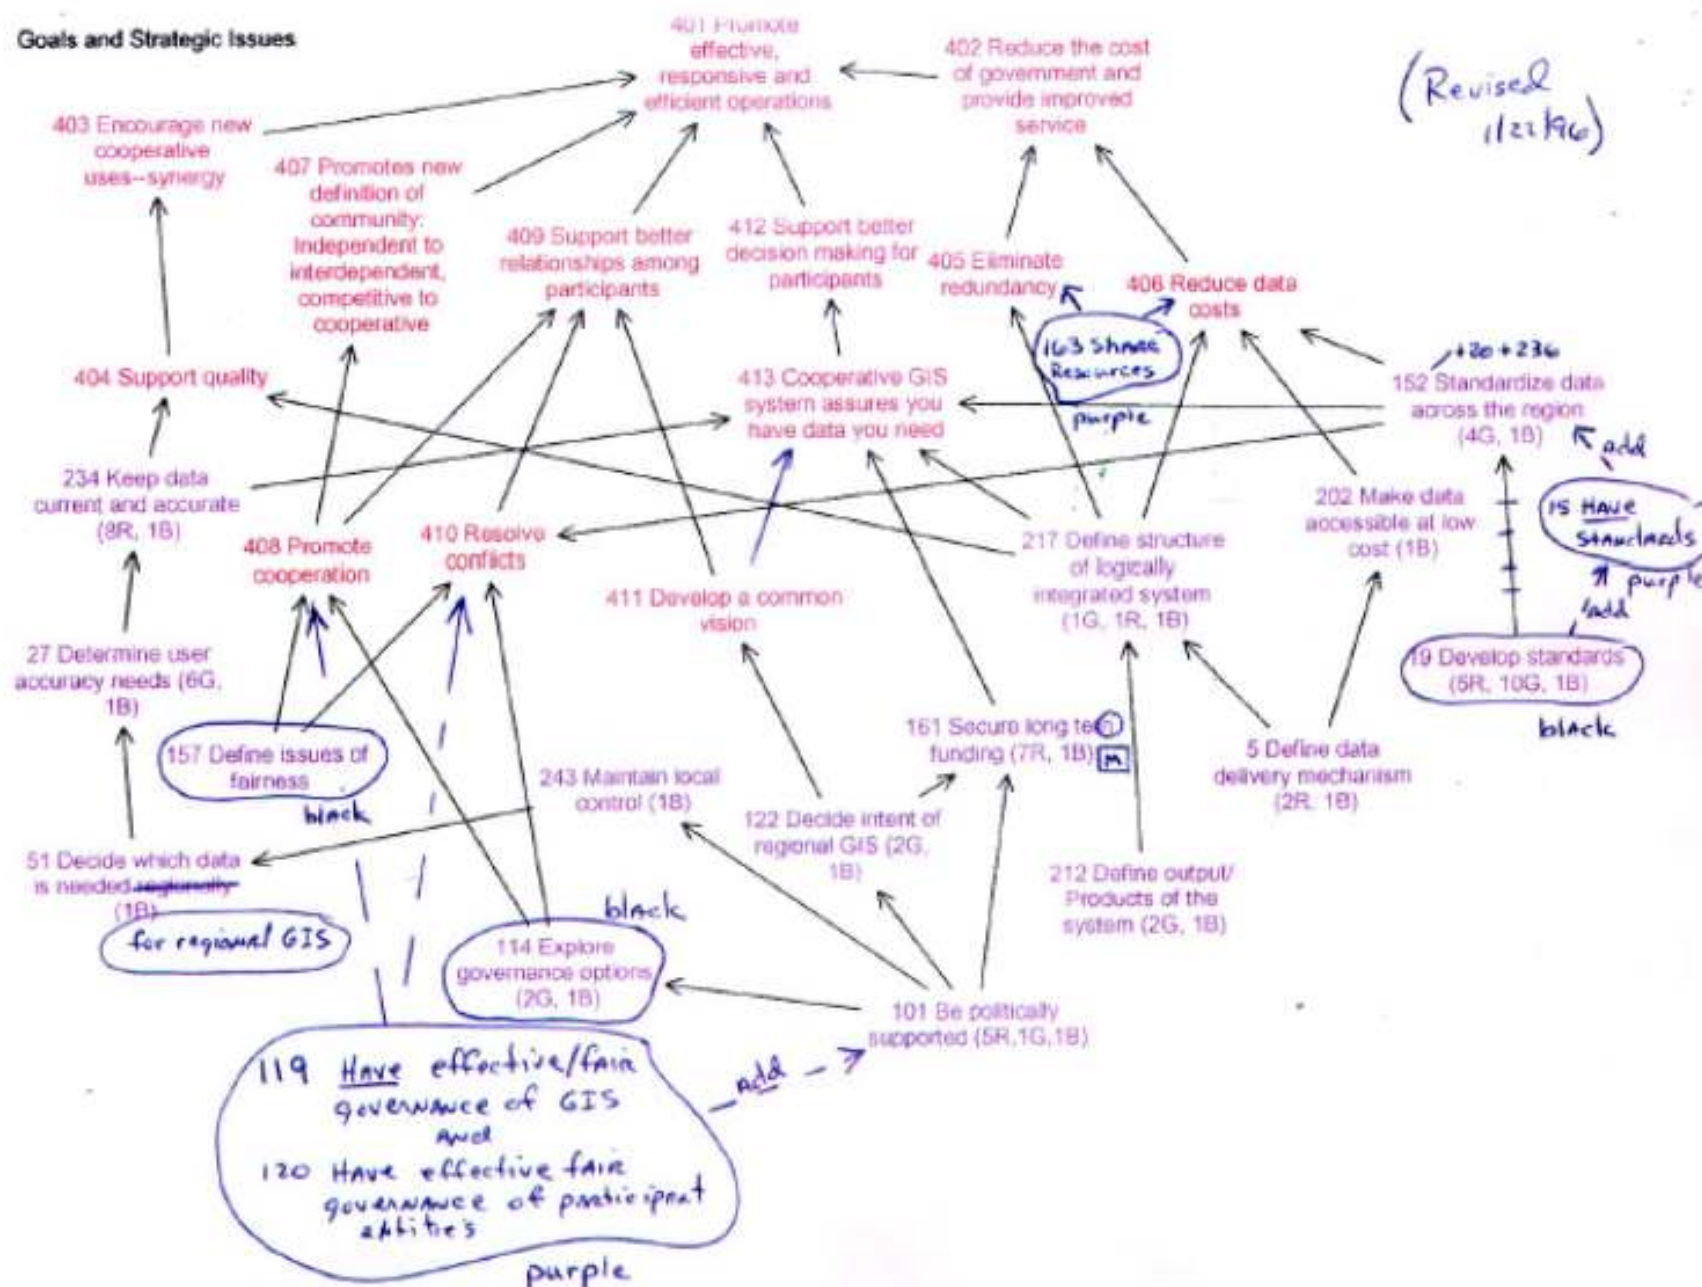 Goals and Strategic Issues
401 Promote
effective,
responsive and
efficient operations
402 Reduce the cost
of government and
provide improved
service
(Revised
1/22/96)
403 Encourage new
cooperative
uses--synergy
407 Promotes new
definition of
community:
Independent to
interdependent,
competitive to
cooperative
409 Support better
relationships among
participants
412 Support better
decision making for
participants
405 Eliminate
redundancy
406 Reduce data
costs
163 Share
Resources
purple
404 Support quality
413 Cooperative GIS
system assures you
have data you need
+20+236
152 Standardize data
across the region
(4G, 1B)
add
234 Keep data
current and accurate
(8R, 1B)
408 Promote
cooperation
410 Resolve
conflicts
411 Develop a common
vision
217 Define structure
of logically
integrated system
(1G, 1R, 1B)
202 Make data
accessible at low
cost (1B)
15 HAVE
Standards
purple
add
19 Develop standards
(5R, 10G, 1B)
black
27 Determine user
accuracy needs (6G,
1B)
157 Define issues of
fairness
black
243 Maintain local
control (1B)
161 Secure long te
funding (7R, 1B)
M
122 Decide intent of
regional GIS (2G,
1B)
5 Define data
delivery mechanism
(2R, 1B)
51 Decide which data
is needed regionally
(1B)
for regional GIS
212 Define output/
Products of the
system (2G, 1B)
black
114 Explore
governance options
(2G, 1B)
101 Be politically
supported (5R,1G,1B)
add
119 Have effective/fair
governance of GIS
and
120 Have effective fair
governance of participant
entities
purple